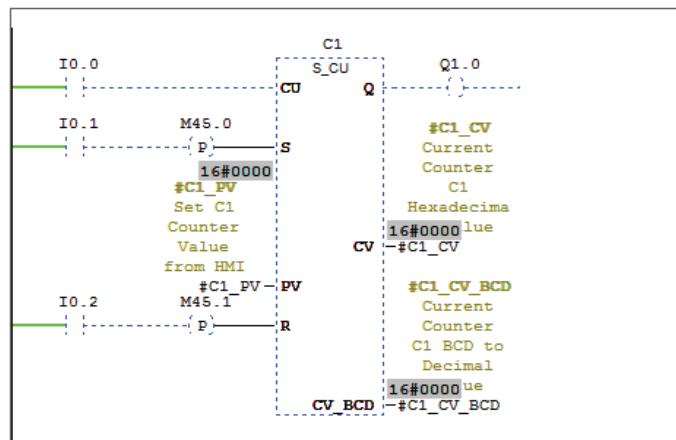 C1
I0.0
S_CU
Q1.0
CU
Q
I0.1
M45.0
P
S
16#0000
#C1_PV
Set C1
Counter
Value
from HMI
#C1_PV
PV
#C1_CV
Current
Counter
C1
Hexadecima
lue
16#0000
CV
#C1_CV
I0.2
M45.1
P
R
#C1_CV_BCD
Current
Counter
C1 BCD to
Decimal
ue
16#0000
CV_BCD
#C1_CV_BCD